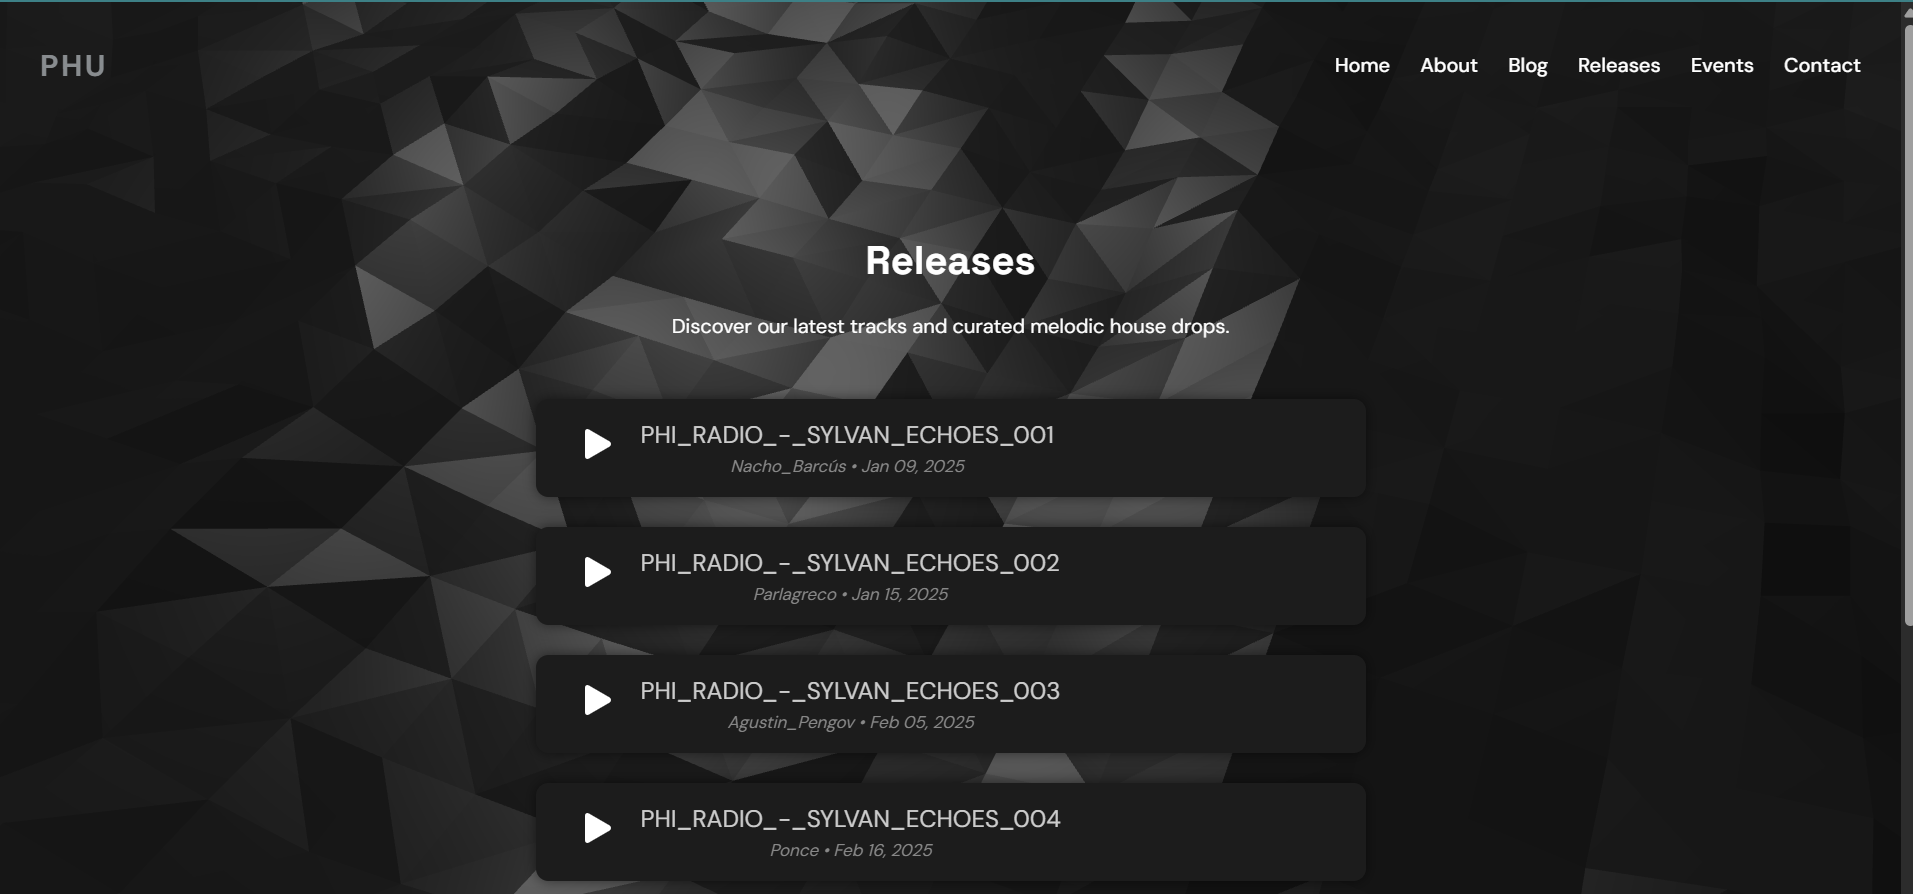 PHU
Home About Blog Releases Events Contact
Releases
Discover our latest tracks and curated melodic house drops.
PHI_RADIO_-_SYLVAN_ECHOES_001
Nacho_Barcús • Jan 09, 2025
PHI_RADIO_-_SYLVAN_ECHOES_002
Parlagreco • Jan 15, 2025
PHI_RADIO_-_SYLVAN_ECHOES_003
Agustin_Pengov • Feb 05, 2025
PHI_RADIO_-_SYLVAN_ECHOES_004
Ponce • Feb 16, 2025